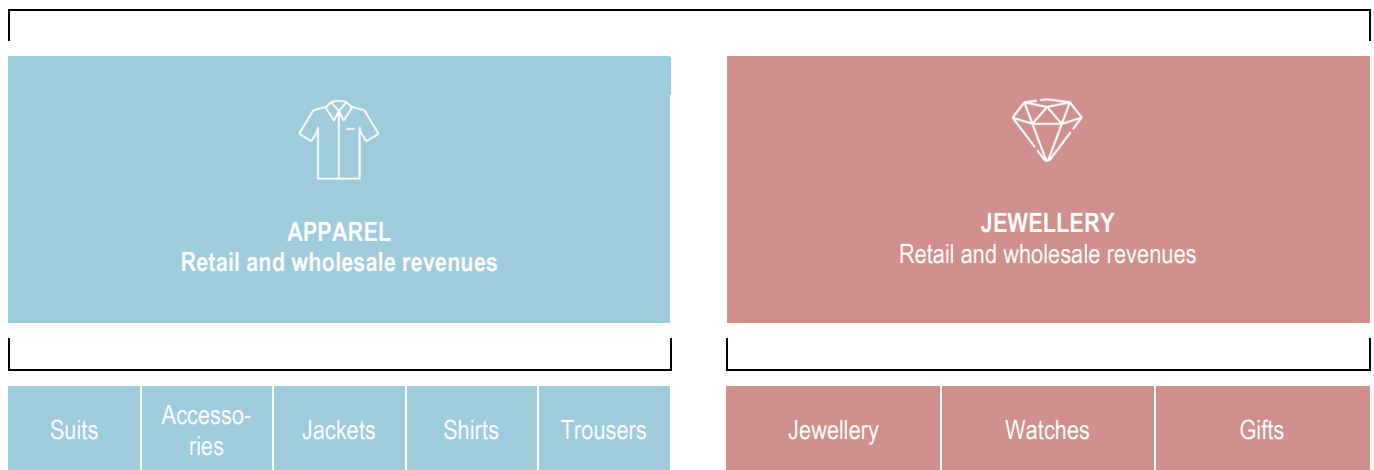 APPAREL
Retail and wholesale revenues
JEWELLERY
Retail and wholesale revenues
Suits
Accesso-
ries
Jackets
Shirts
Trousers
Jewellery
Watches
Gifts